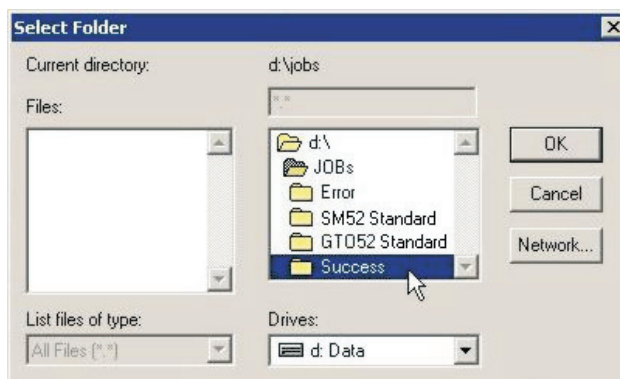 Select Folder
Current directory:
d:\jobs
Files:
*.*
d:\
JOBs
Error
SM52 Standard
GTO52 Standard
Success
OK
Cancel
Network...
List files of type:
All Files (*.*)
Drives:
d: Data